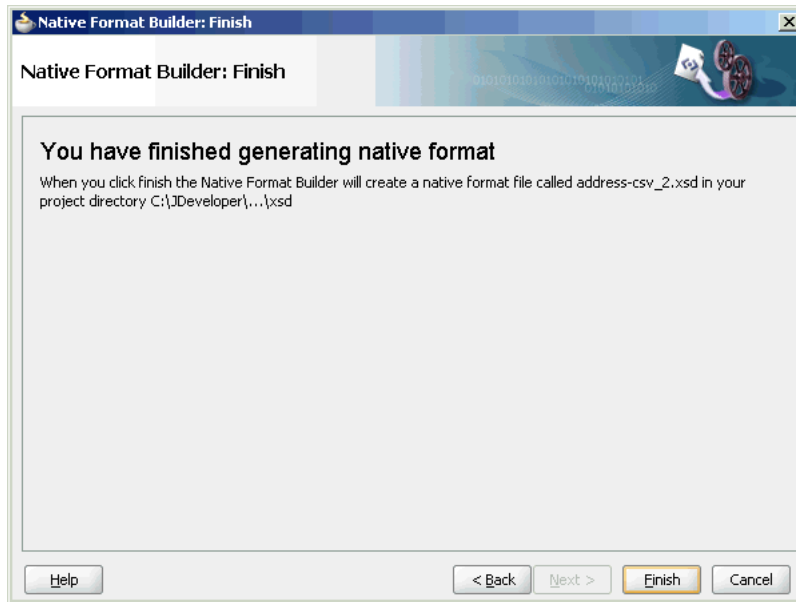 Native Format Builder: Finish
Native Format Builder: Finish
You have finished generating native format
When you click finish the Native Format Builder will create a native format file called address-csv_2.xsd in your
project directory C:\JDeveloper\...\xsd
Help
< Back
Next >
Finish
Cancel